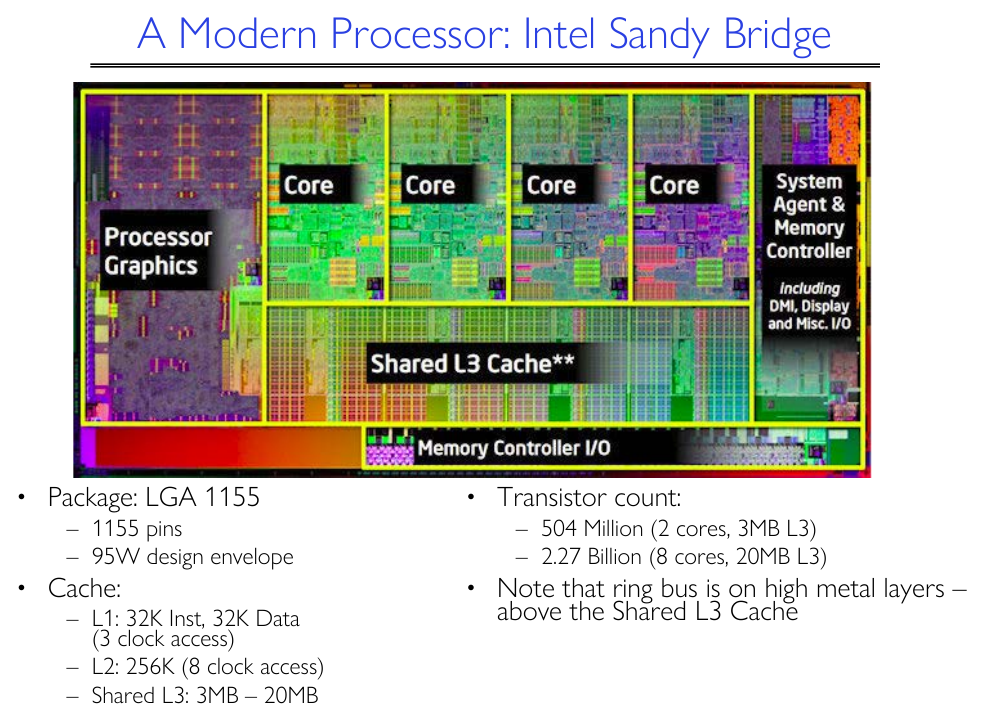 A Modern Processor: Intel Sandy Bridge
Processor
Graphics
Core
Core
Core
Core
System
Agent &
Memory
Controller
including
DMI, Display
and Misc. I/O
Shared L3 Cache**
Memory Controller I/O
• Package: LGA 1155
– 1155 pins
– 95W design envelope
• Cache:
– L1: 32K Inst, 32K Data
(3 clock access)
– L2: 256K (8 clock access)
– Shared L3: 3MB – 20MB
• Transistor count:
– 504 Million (2 cores, 3MB L3)
– 2.27 Billion (8 cores, 20MB L3)
• Note that ring bus is on high metal layers –
above the Shared L3 Cache